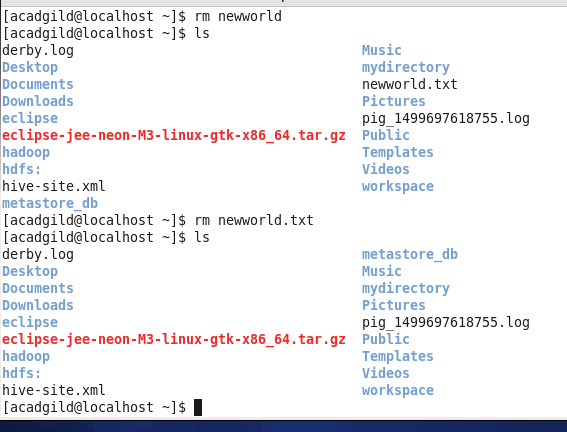 [acadgild@localhost ~]$ rm newworld
[acadgild@localhost ~]$ ls
derby.log Music
Desktop mydirectory
Documents newworld.txt
Downloads Pictures
eclipse pig_1499697618755.log
eclipse-jee-neon-M3-linux-gtk-x86_64.tar.gz Public
hadoop Templates
hdfs: Videos
hive-site.xml workspace
metastore_db
[acadgild@localhost ~]$ rm newworld.txt
[acadgild@localhost ~]$ ls
derby.log metastore_db
Desktop Music
Documents mydirectory
Downloads Pictures
eclipse pig_1499697618755.log
eclipse-jee-neon-M3-linux-gtk-x86_64.tar.gz Public
hadoop Templates
hdfs: Videos
hive-site.xml workspace
[acadgild@localhost ~]$